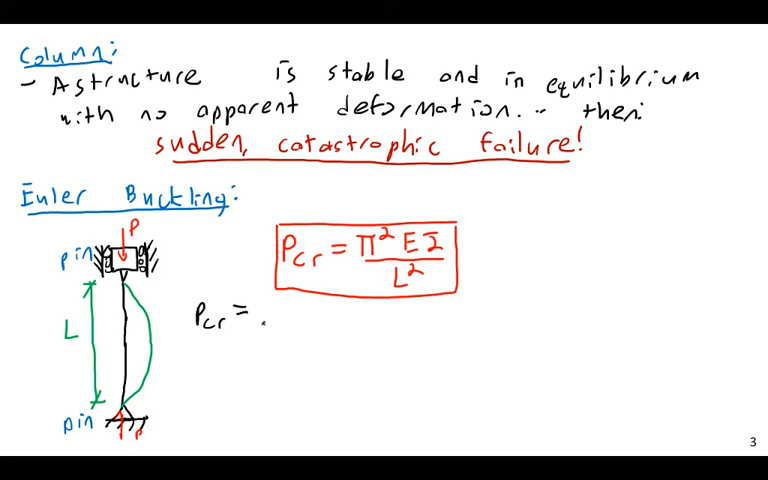 Column:
- A structure is stable and in equilibrium
with no apparent deformation... then:
sudden, catastrophic failure!
Euler Buckling:
P
pin
Pcr = π² E I / L²
L
Pcr =
pin
P
3